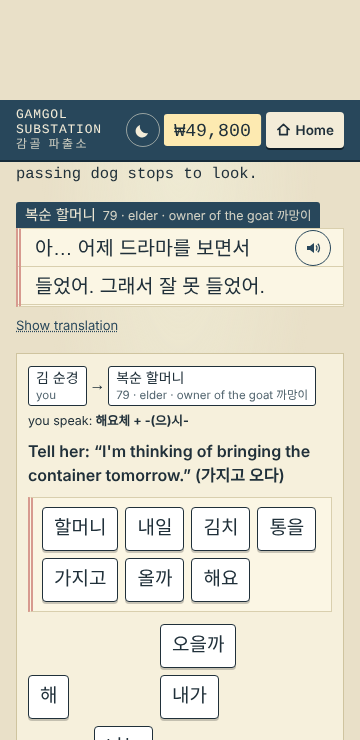 GAMGOL
SUBSTATION
감골 파출소
₩49,800
Home
passing dog stops to look.
복순 할머니 79 · elder · owner of the goat 까망이
아... 어제 드라마를 보면서
들었어. 그래서 잘 못 들었어.
Show translation
김 순경
you
→
복순 할머니
79 · elder · owner of the goat 까망이
you speak: 해요체 + -(으)시-
Tell her: “I'm thinking of bringing the
container tomorrow.” (가지고 오다)
할머니 내일 김치 통을
가지고 올까 해요
오을까
해 내가